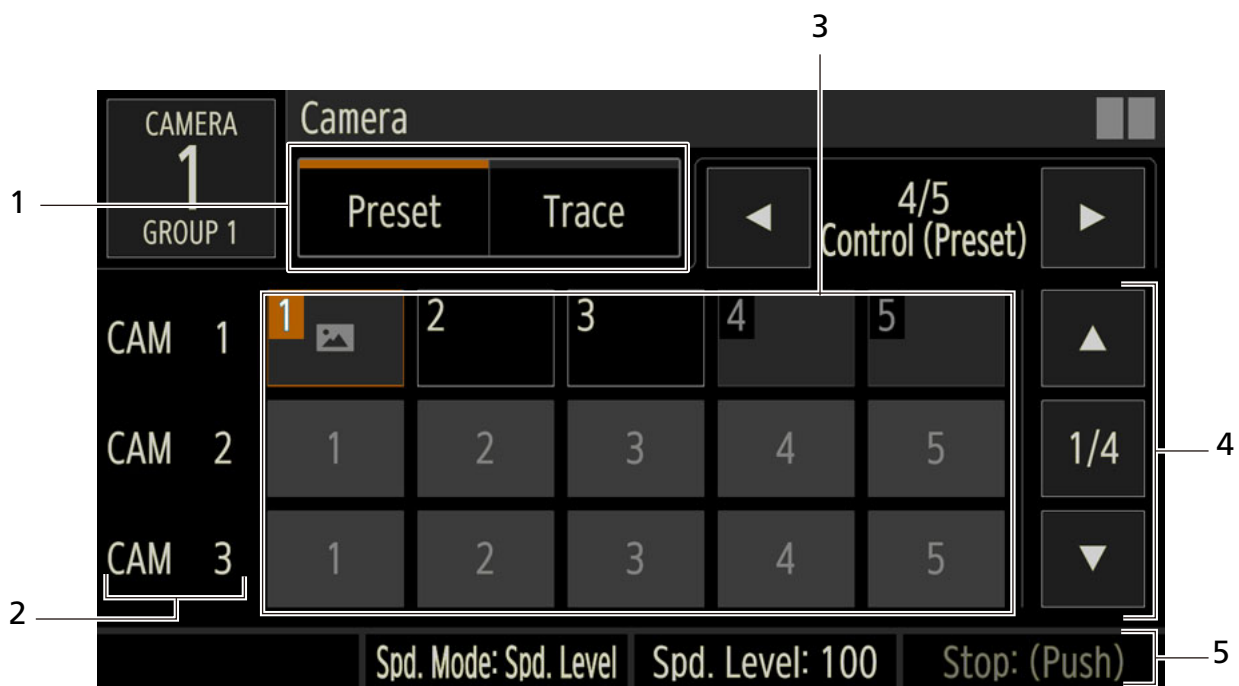 3
CAMERA
1
GROUP 1
Camera
1
Preset Trace
◀ 4/5 ▶
Control (Preset)
CAM 1 1 2 3 4 5 ▲
CAM 2 1 2 3 4 5 1/4
4
CAM 3 1 2 3 4 5 ▼
2
Spd. Mode: Spd. Level Spd. Level: 100 Stop: (Push)
5